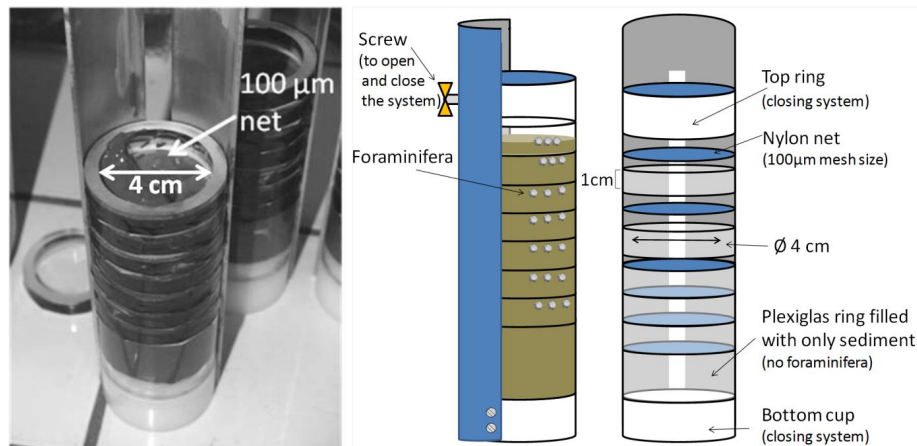 100 µm
net
4 cm
Screw
(to open
and close
the system)
Foraminifera
1cm
Top ring
(closing system)
Nylon net
(100µm mesh size)
Ø 4 cm
Plexiglas ring filled
with only sediment
(no foraminifera)
Bottom cup
(closing system)